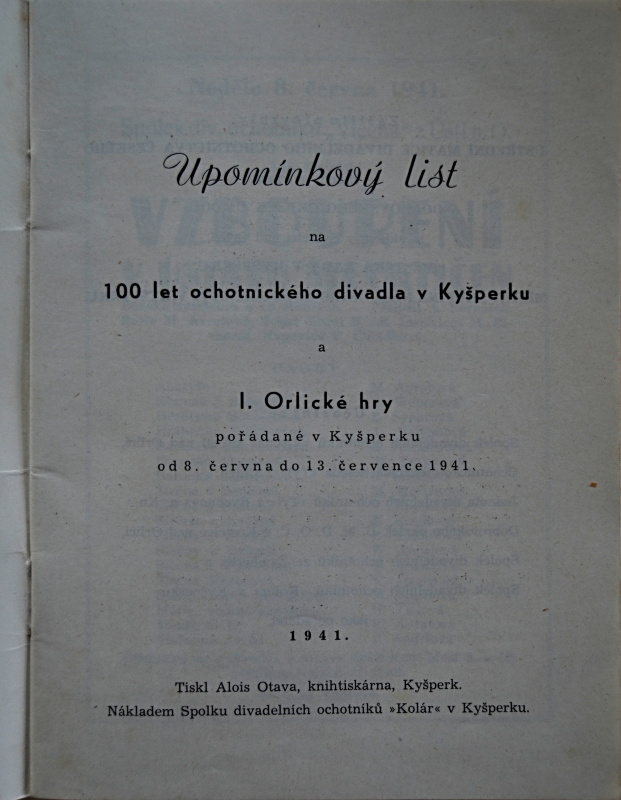 Upomínkový list
na
100 let ochotnického divadla v Kyšperku
a
I. Orlické hry
pořádané v Kyšperku
od 8. června do 13. července 1941.
1941.
Tiskl Alois Otava, knihtiskárna, Kyšperk.
Nákladem Spolku divadelních ochotníků »Kolár« v Kyšperku.